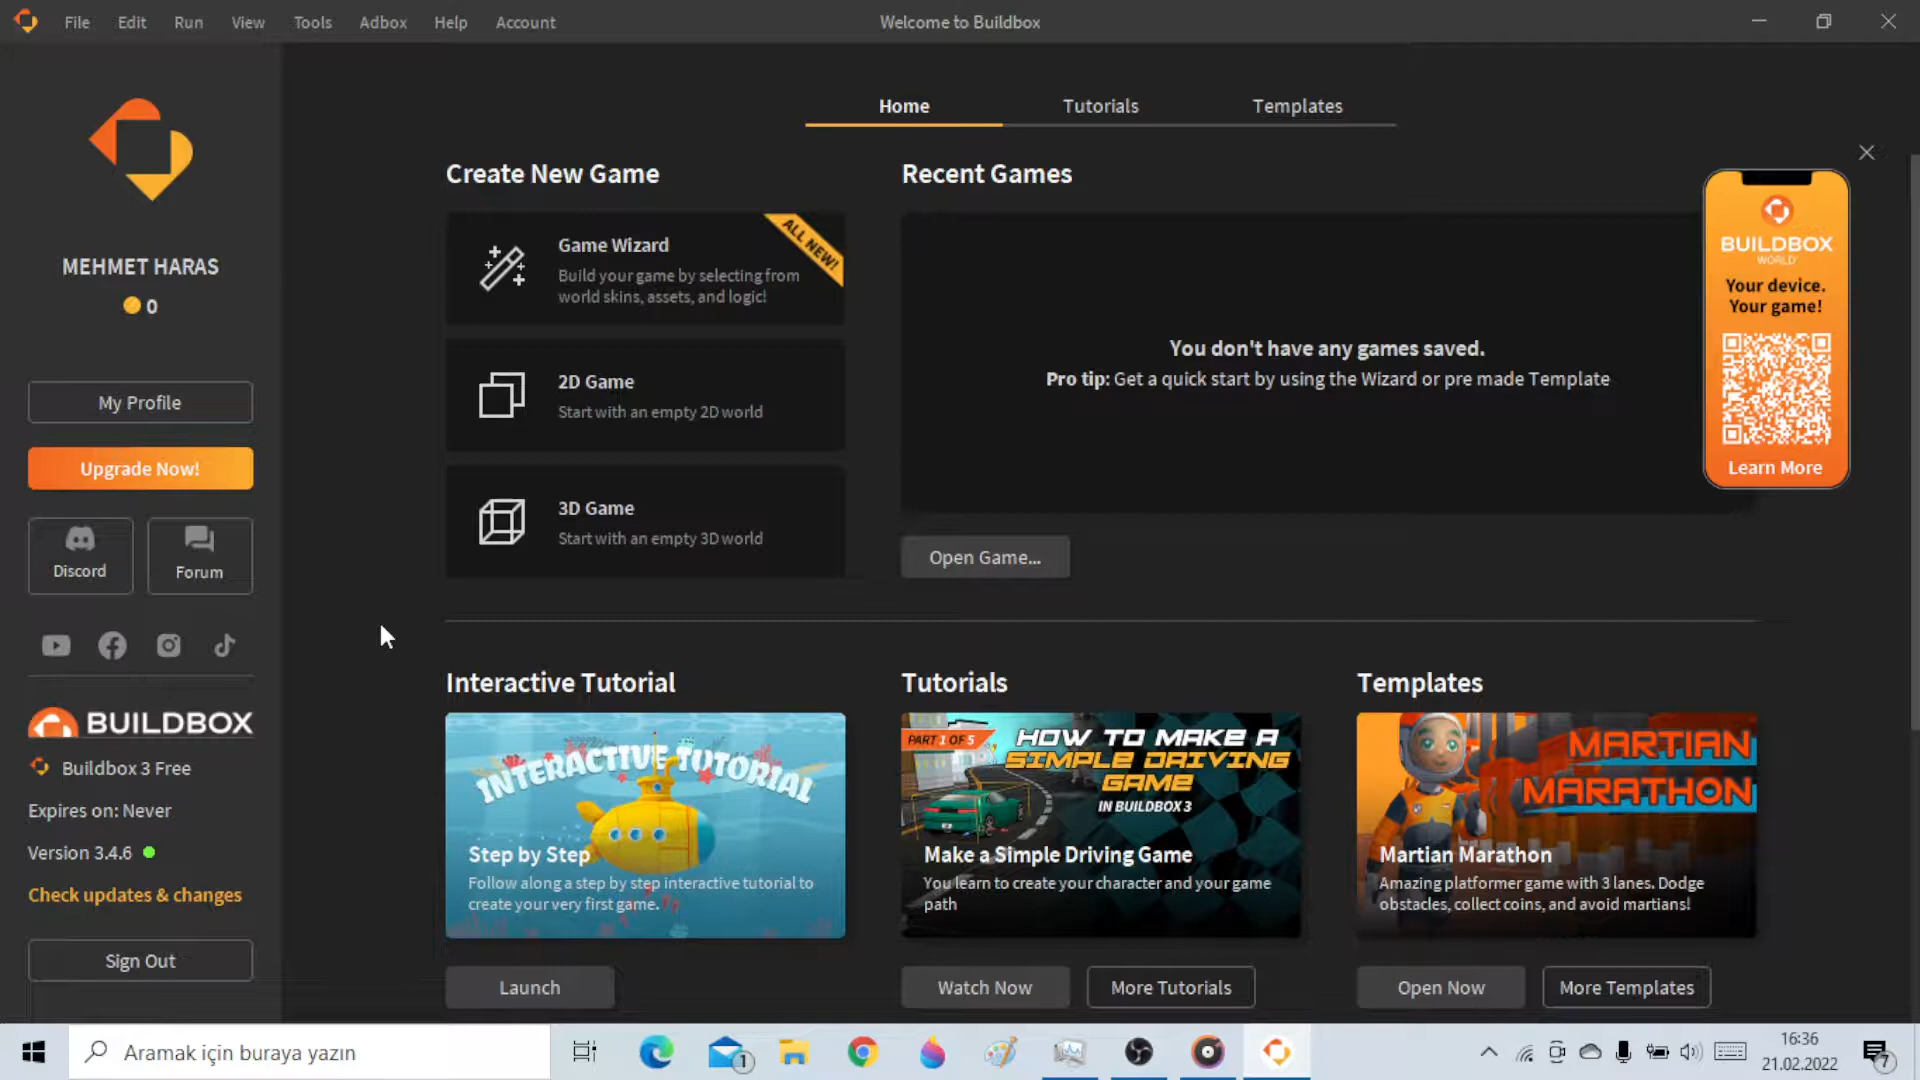 File Edit Run View Tools Adbox Help Account
Welcome to Buildbox
MEHMET HARAS
0
My Profile
Upgrade Now!
Discord
Forum
BUILDBOX
Buildbox 3 Free
Expires on: Never
Version 3.4.6
Check updates & changes
Sign Out
Home Tutorials Templates
Create New Game
Game Wizard
Build your game by selecting from
world skins, assets, and logic!
ALL NEW!
2D Game
Start with an empty 2D world
3D Game
Start with an empty 3D world
Recent Games
You don't have any games saved.
Pro tip: Get a quick start by using the Wizard or pre made Template
Open Game...
BUILDBOX
WORLD
Your device.
Your game!
Learn More
Interactive Tutorial
INTERACTIVE TUTORIAL
Step by Step
Follow along a step by step interactive tutorial to
create your very first game.
Launch
Tutorials
PART 1 OF 5
HOW TO MAKE A
SIMPLE DRIVING
GAME
IN BUILDBOX 3
Make a Simple Driving Game
You learn to create your character and your game
path
Watch Now
More Tutorials
Templates
MARTIAN
MARATHON
Martian Marathon
Amazing platformer game with 3 lanes. Dodge
obstacles, collect coins, and avoid martians!
Open Now
More Templates
Aramak için buraya yazın
1
16:36
21.02.2022
7